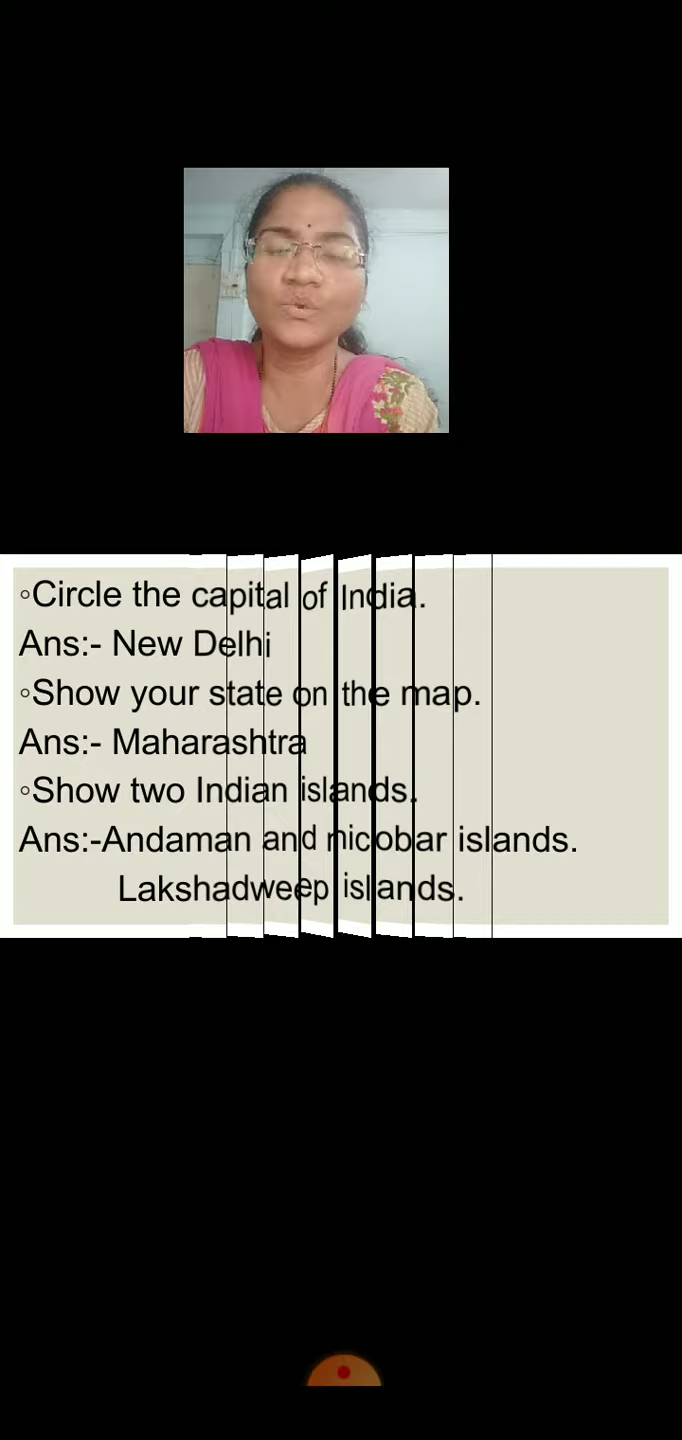 ◦Circle the capital of India.
Ans:- New Delhi
◦Show your state on the map.
Ans:- Maharashtra
◦Show two Indian islands.
Ans:-Andaman and nicobar islands.
Lakshadweep islands.